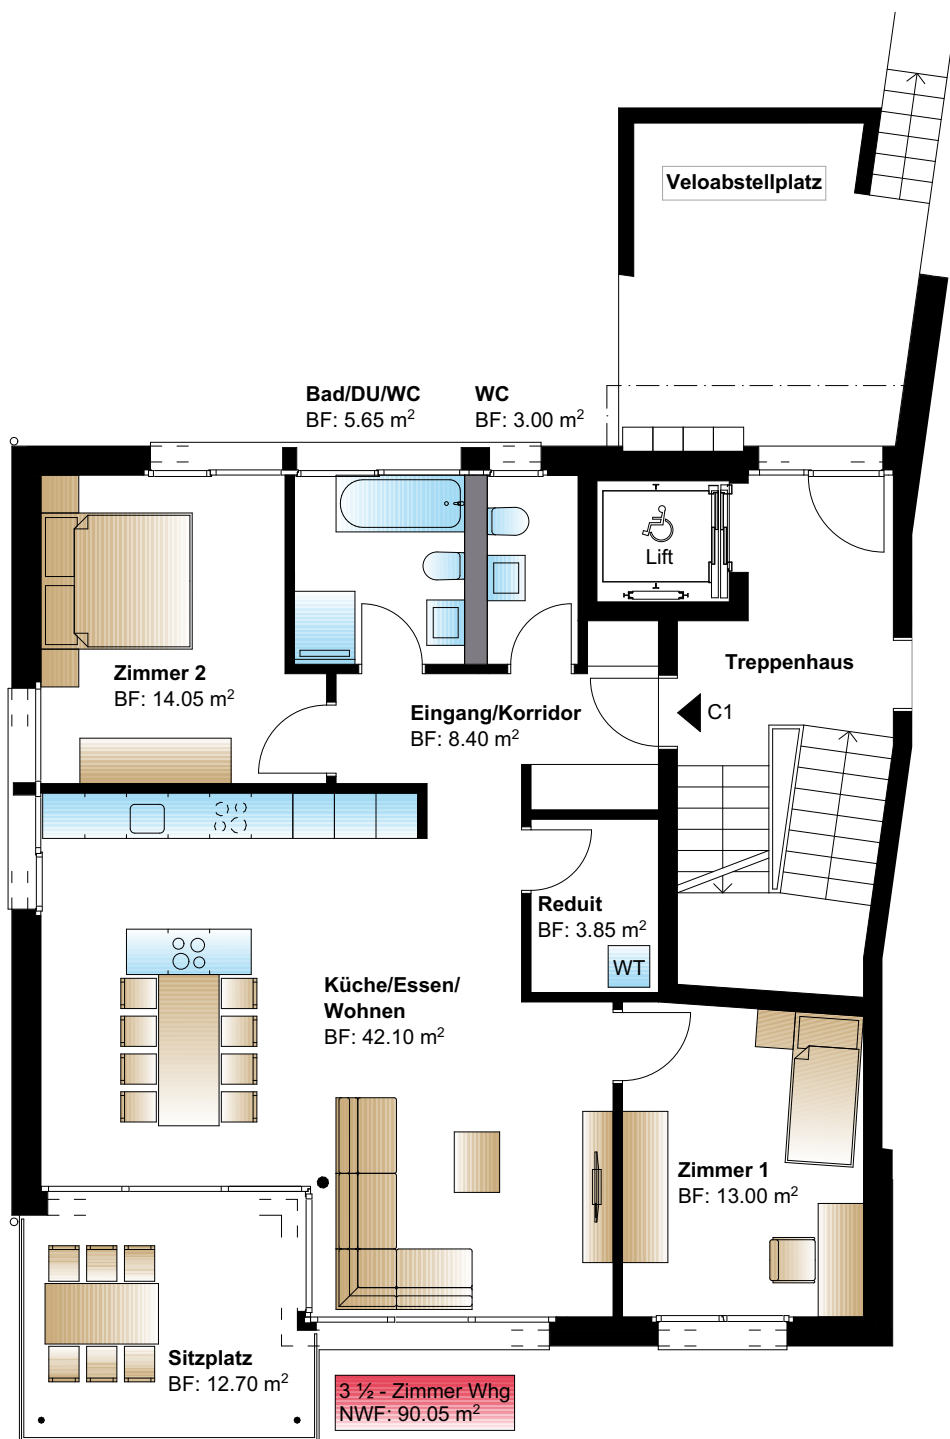 Veloabstellplatz
Bad/DU/WC
BF: 5.65 m²
WC
BF: 3.00 m²
Lift
Zimmer 2
BF: 14.05 m²
Treppenhaus
Eingang/Korridor
BF: 8.40 m²
C1
Reduit
BF: 3.85 m²
WT
Küche/Essen/
Wohnen
BF: 42.10 m²
Zimmer 1
BF: 13.00 m²
Sitzplatz
BF: 12.70 m²
3 ½ - Zimmer Whg
NWF: 90.05 m²